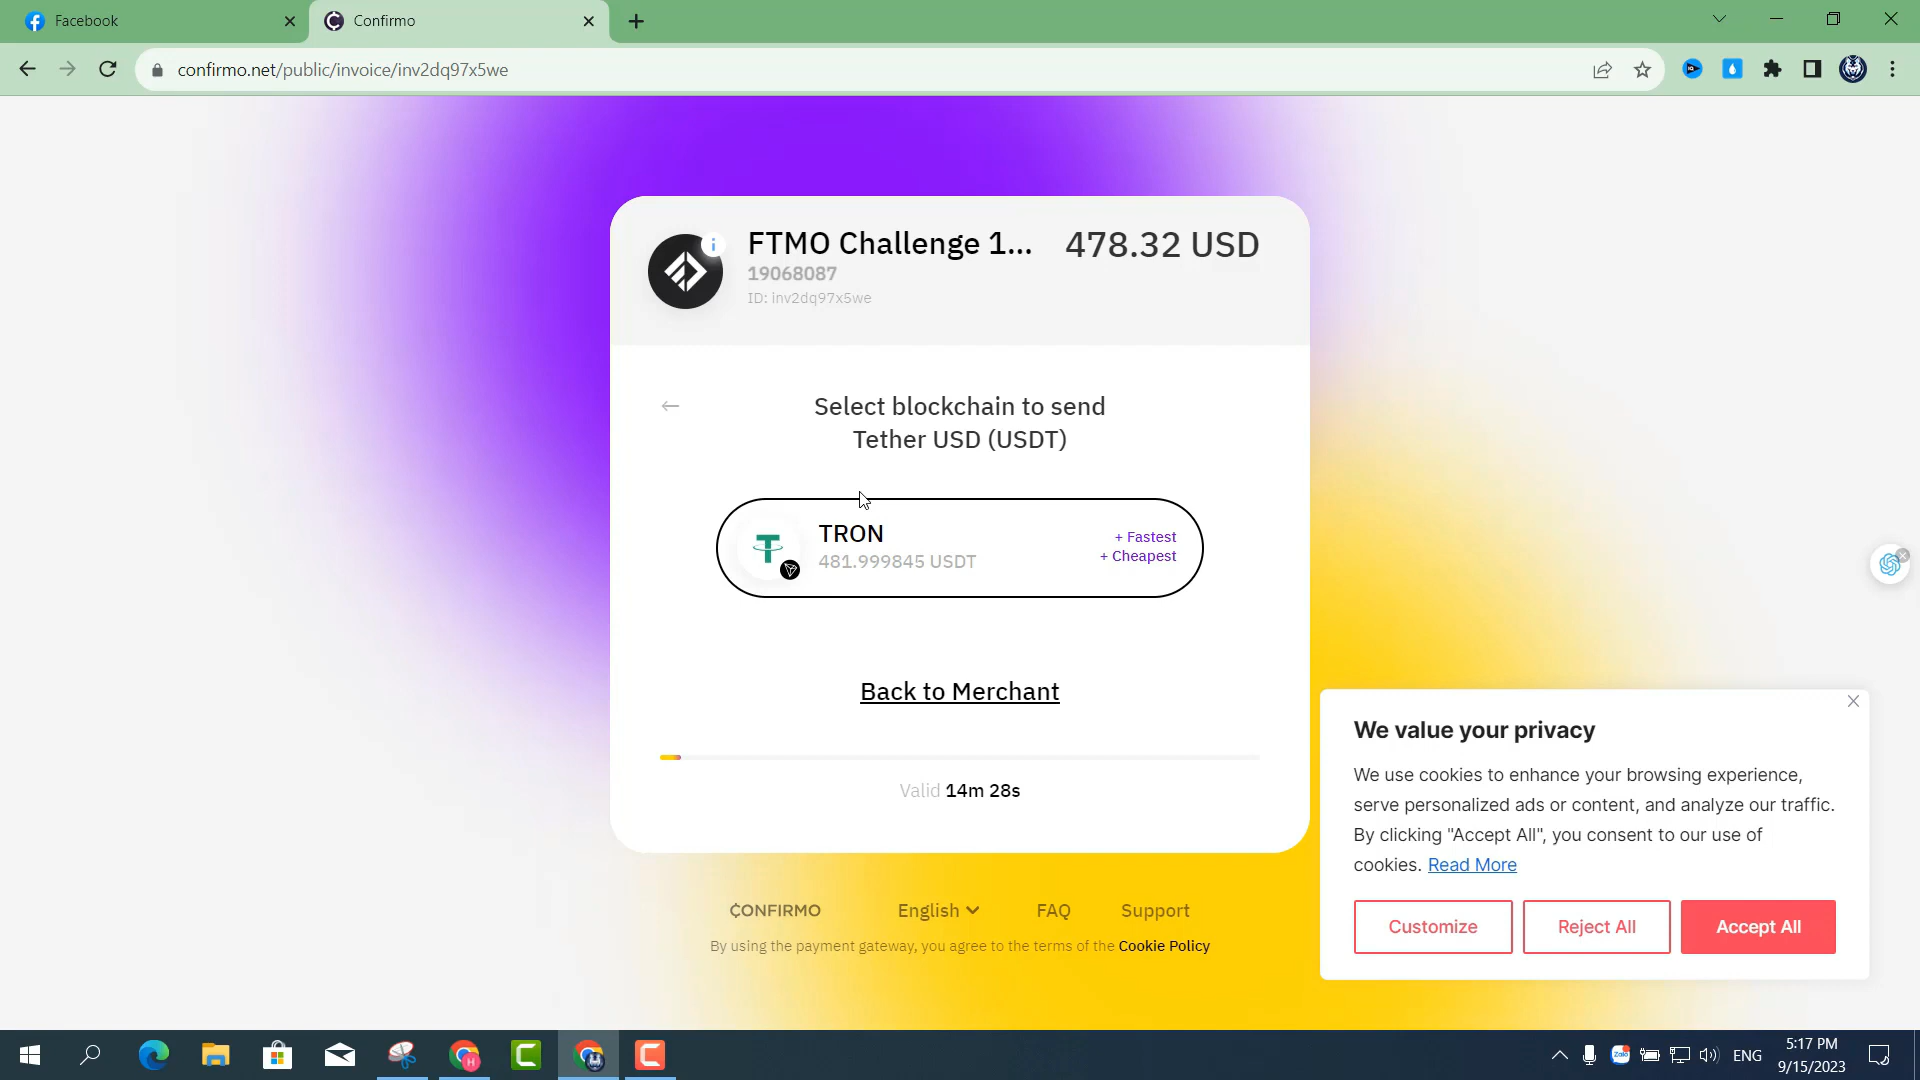 Facebook
Confirmo
confirmo.net/public/invoice/inv2dq97x5we
FTMO Challenge 1... 478.32 USD
19068087
ID: inv2dq97x5we
Select blockchain to send
Tether USD (USDT)
TRON
481.999845 USDT
+ Fastest
+ Cheapest
Back to Merchant
Valid 14m 28s
CONFIRMO English FAQ Support
By using the payment gateway, you agree to the terms of the Cookie Policy
We value your privacy
We use cookies to enhance your browsing experience,
serve personalized ads or content, and analyze our traffic.
By clicking "Accept All", you consent to our use of
cookies. Read More
Customize Reject All Accept All
ENG
5:17 PM
9/15/2023